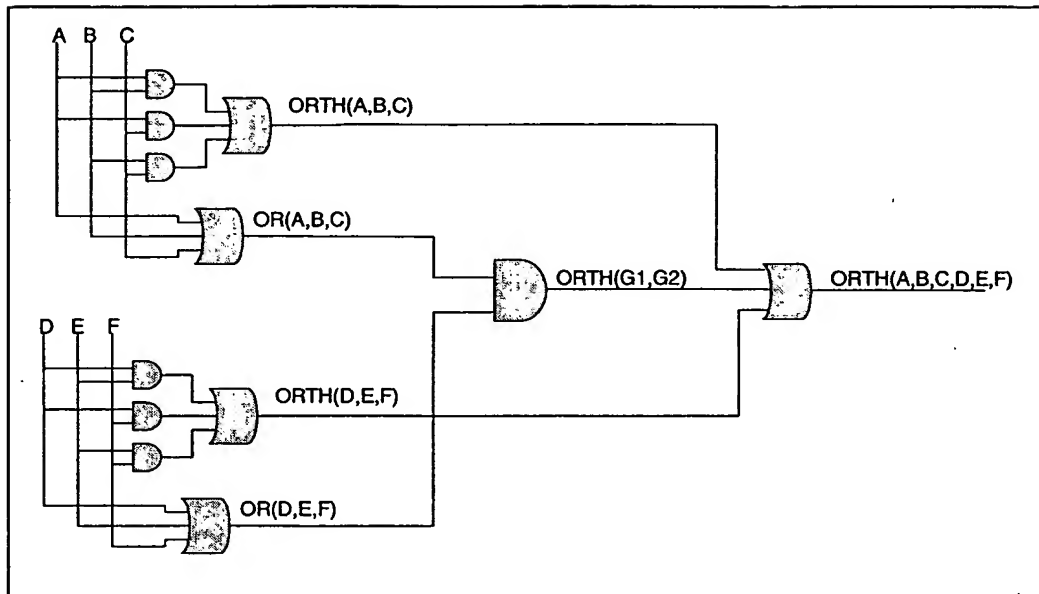 A B C
ORTH(A,B,C)
OR(A,B,C)
ORTH(G1,G2)
ORTH(A,B,C,D,E,F)
D E F
ORTH(D,E,F)
OR(D,E,F)